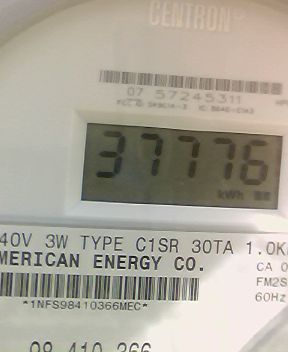 CENTRON®
07 57245311
37776
kWh
40V 3W TYPE C1SR 30TA 1.0K
MERICAN ENERGY CO.
CA 0
FM2S
60Hz
*1NFS98410366MEC*
98 410 366